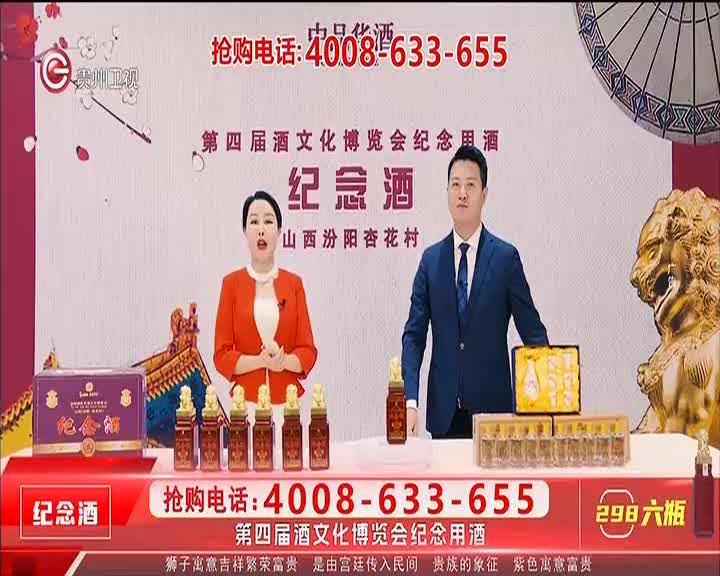 中品华酒
抢购电话:4008-633-655
贵州卫视
第四届酒文化博览会纪念用酒
纪念酒
山西汾阳杏花村
纪念酒
纪念酒
抢购电话:4008-633-655
298六瓶
第四届酒文化博览会纪念用酒
狮子寓意吉祥繁荣富贵 是由宫廷传入民间 贵族的象征 紫色寓意富贵